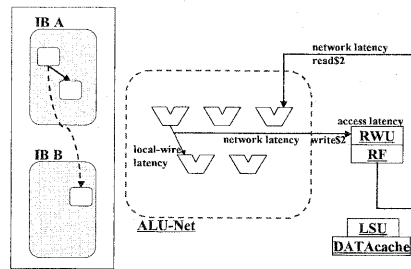 IB A
network latency
read$2
access latency
RWU
local-wire
latency
network latency
write$2
RF
IB B
ALU-Net
LSU
DATAcache